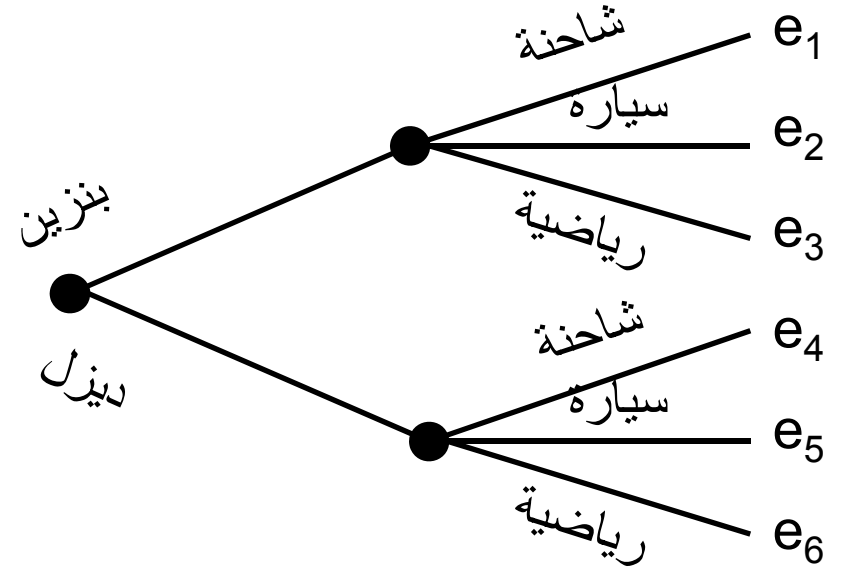 شاحنة
e1
سيارة
e2
رياضية
e3
بنزين
ديزل
شاحنة
e4
سيارة
e5
رياضية
e6